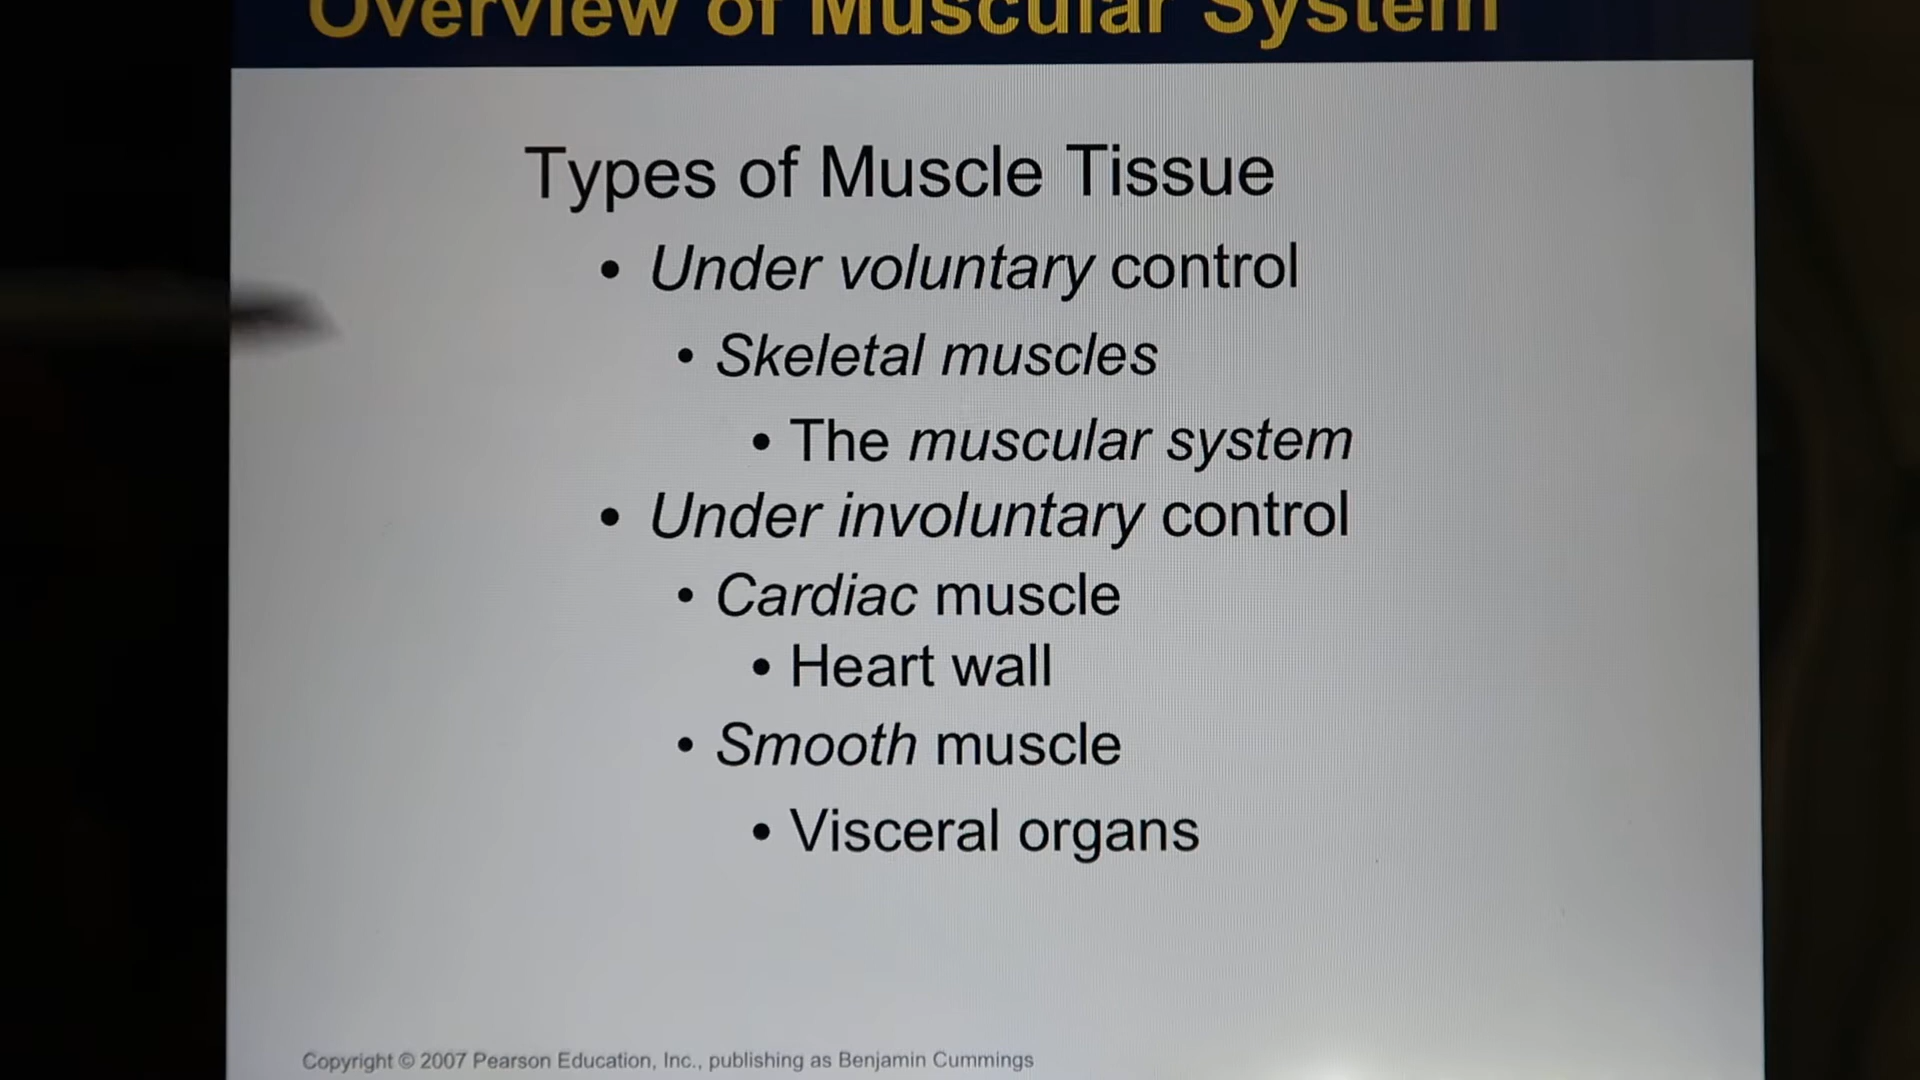 Overview of Muscular System
Types of Muscle Tissue
• Under voluntary control
• Skeletal muscles
• The muscular system
• Under involuntary control
• Cardiac muscle
• Heart wall
• Smooth muscle
• Visceral organs
Copyright © 2007 Pearson Education, Inc., publishing as Benjamin Cummings